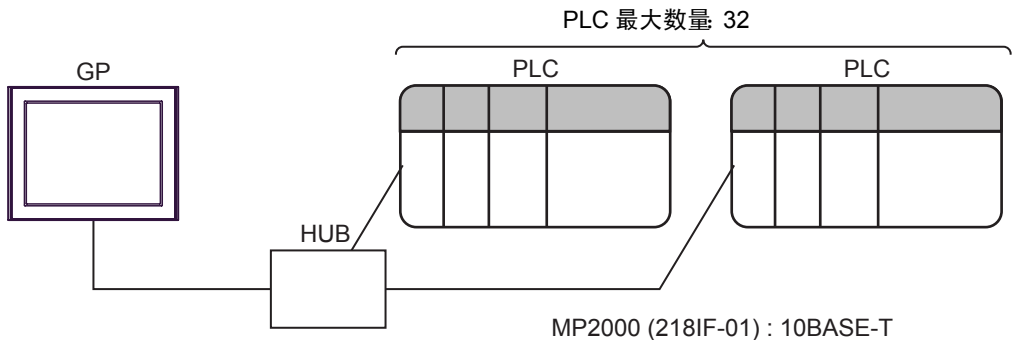 PLC 最大数量: 32
GP
PLC
PLC
HUB
MP2000 (218IF-01) : 10BASE-T